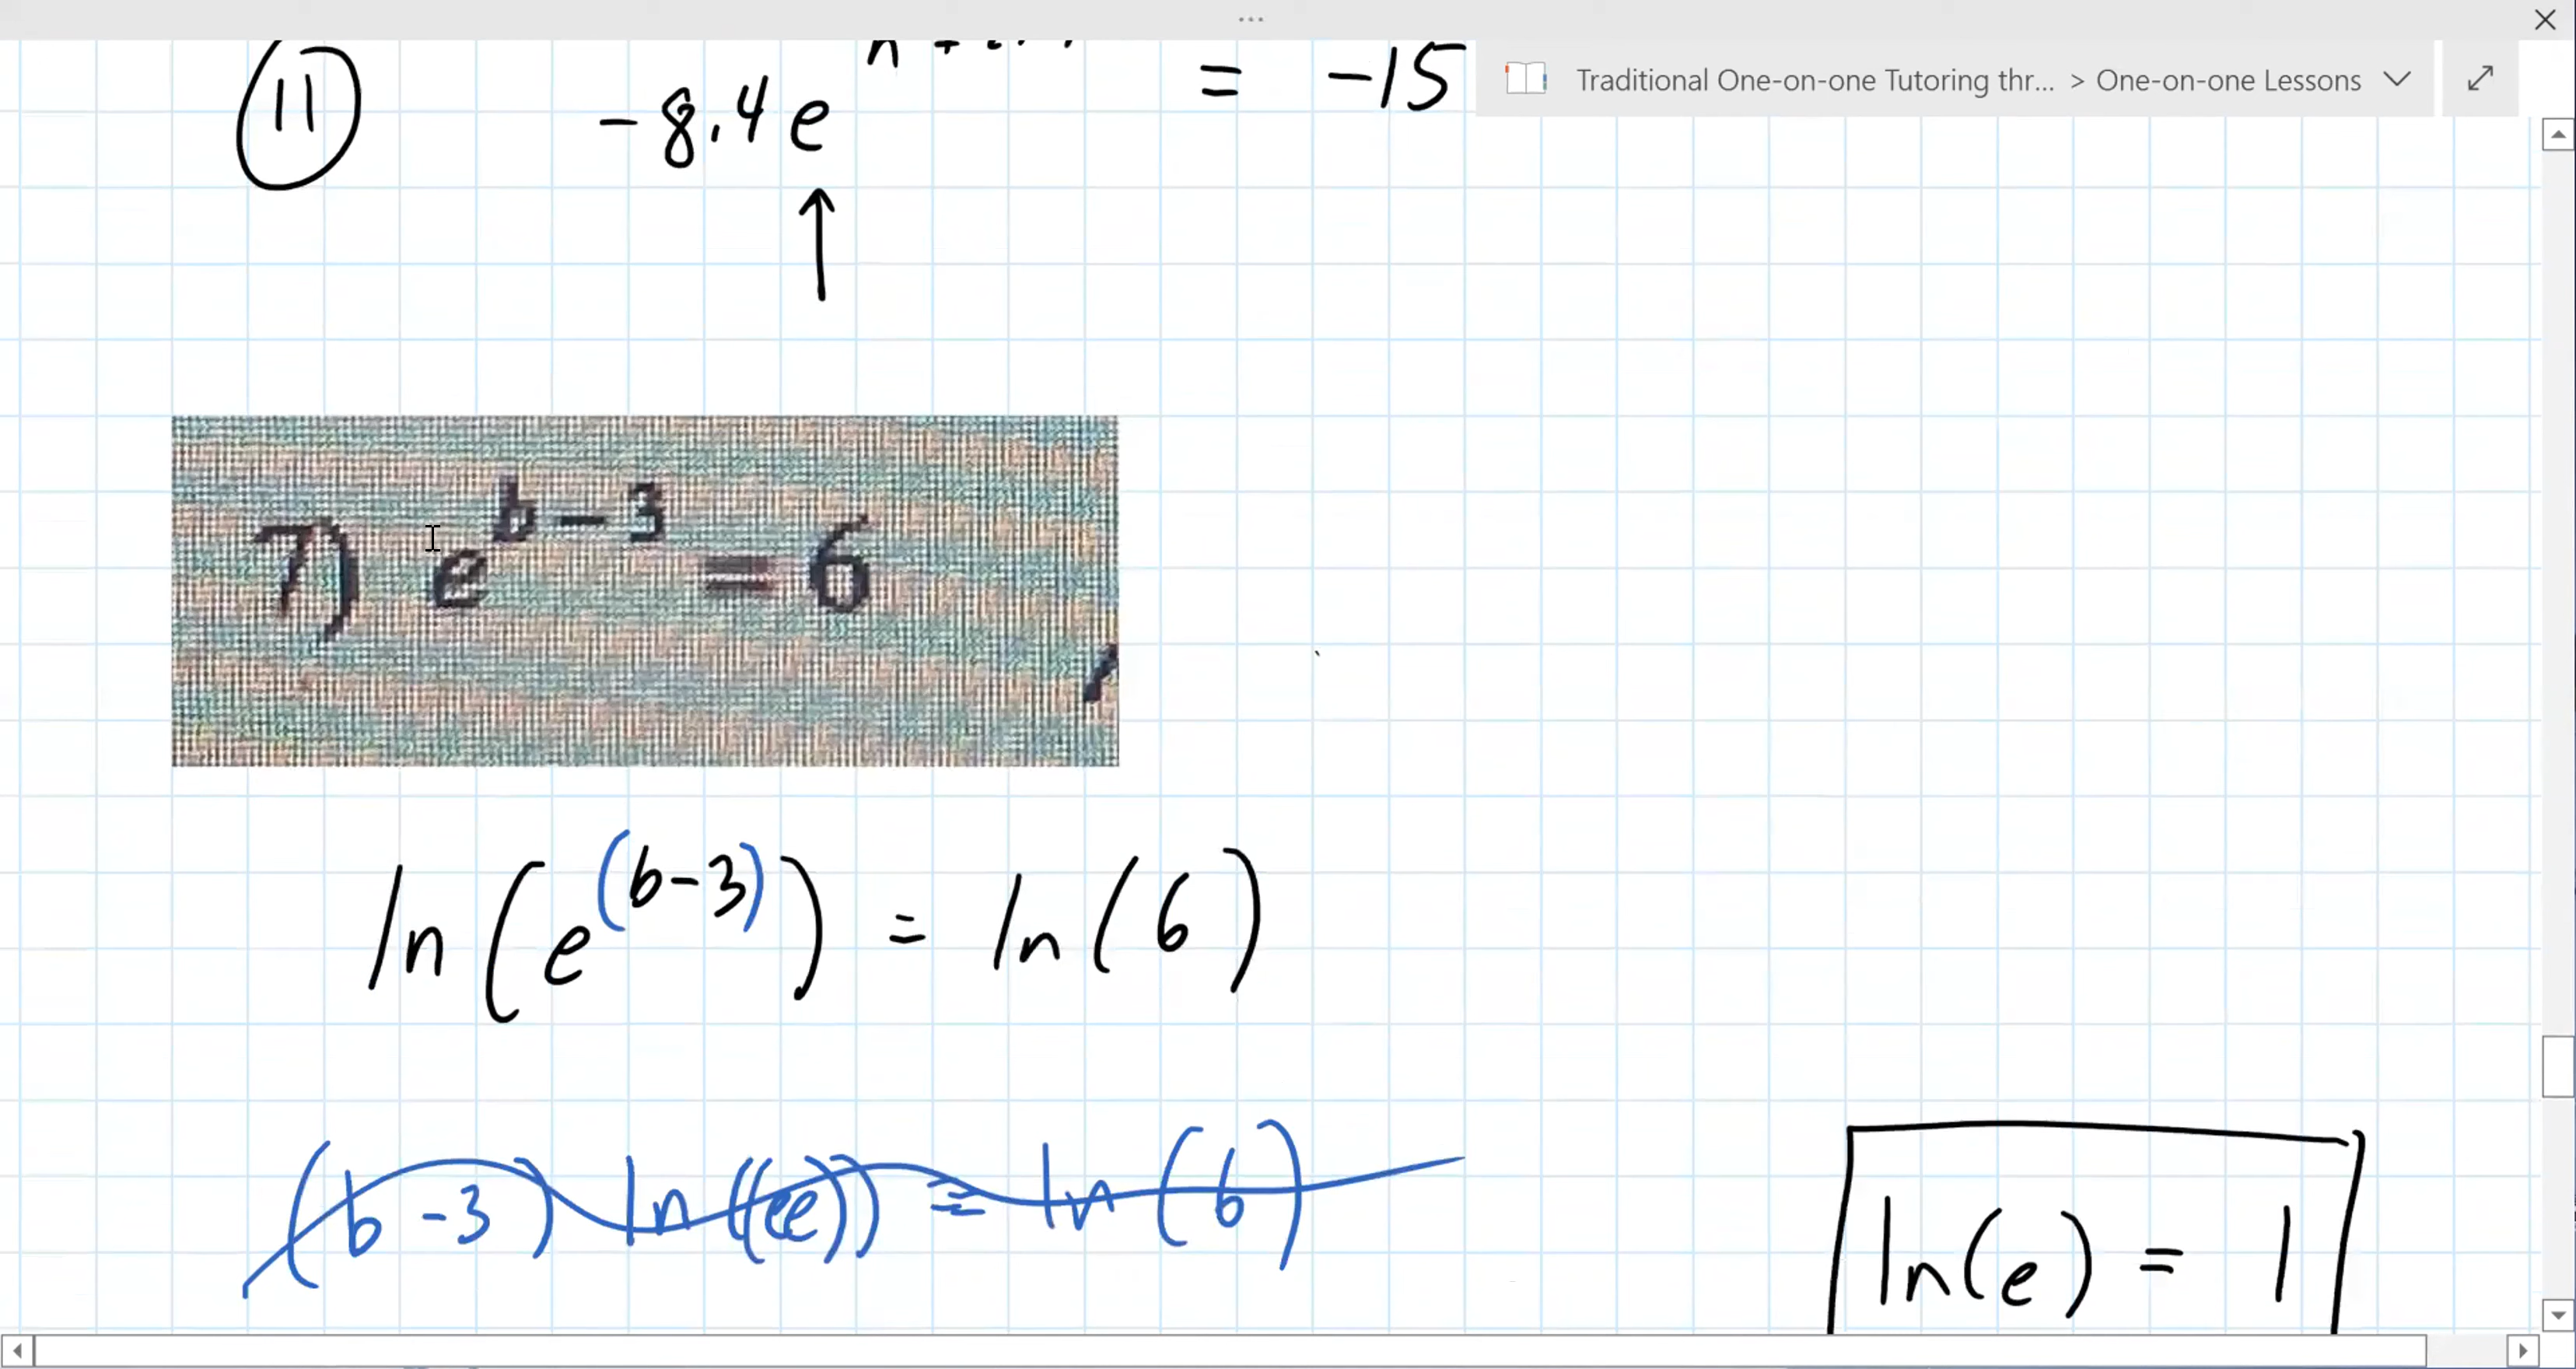 Traditional One-on-one Tutoring thr... > One-on-one Lessons
11 -8.4e = -15
7) e^{b-3} = 6
ln(e^{(b-3)}) = ln(6)
(b-3) ln((e)) = ln(6)
ln(e) = 1